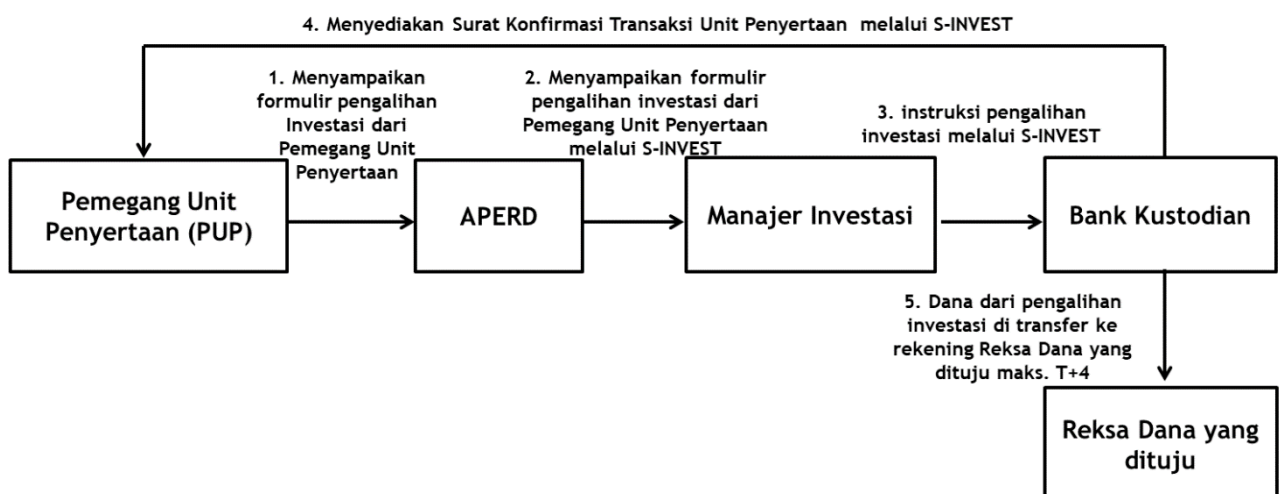 4. Menyediakan Surat Konfirmasi Transaksi Unit Penyertaan melalui S-INVEST
1. Menyampaikan
formulir pengalihan
Investasi dari
Pemegang Unit
Penyertaan
2. Menyampaikan formulir
pengalihan investasi dari
Pemegang Unit Penyertaan
melalui S-INVEST
3. instruksi pengalihan
investasi melalui S-INVEST
Pemegang Unit
Penyertaan (PUP)
APERD
Manajer Investasi
Bank Kustodian
5. Dana dari pengalihan
investasi di transfer ke
rekening Reksa Dana yang
dituju maks. T+4
Reksa Dana yang
dituju